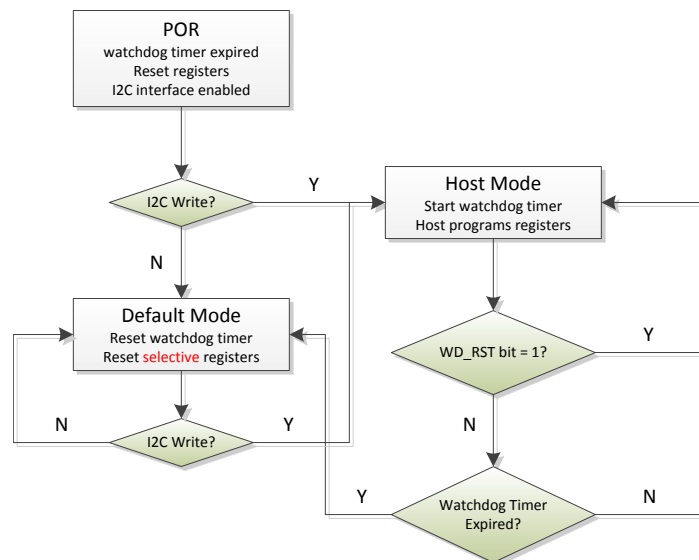 POR
watchdog timer expired
Reset registers
I2C interface enabled
I2C Write?
Y
N
Host Mode
Start watchdog timer
Host programs registers
Default Mode
Reset watchdog timer
Reset selective registers
WD_RST bit = 1?
Y
N
I2C Write?
N
Y
Watchdog Timer
Expired?
Y
N